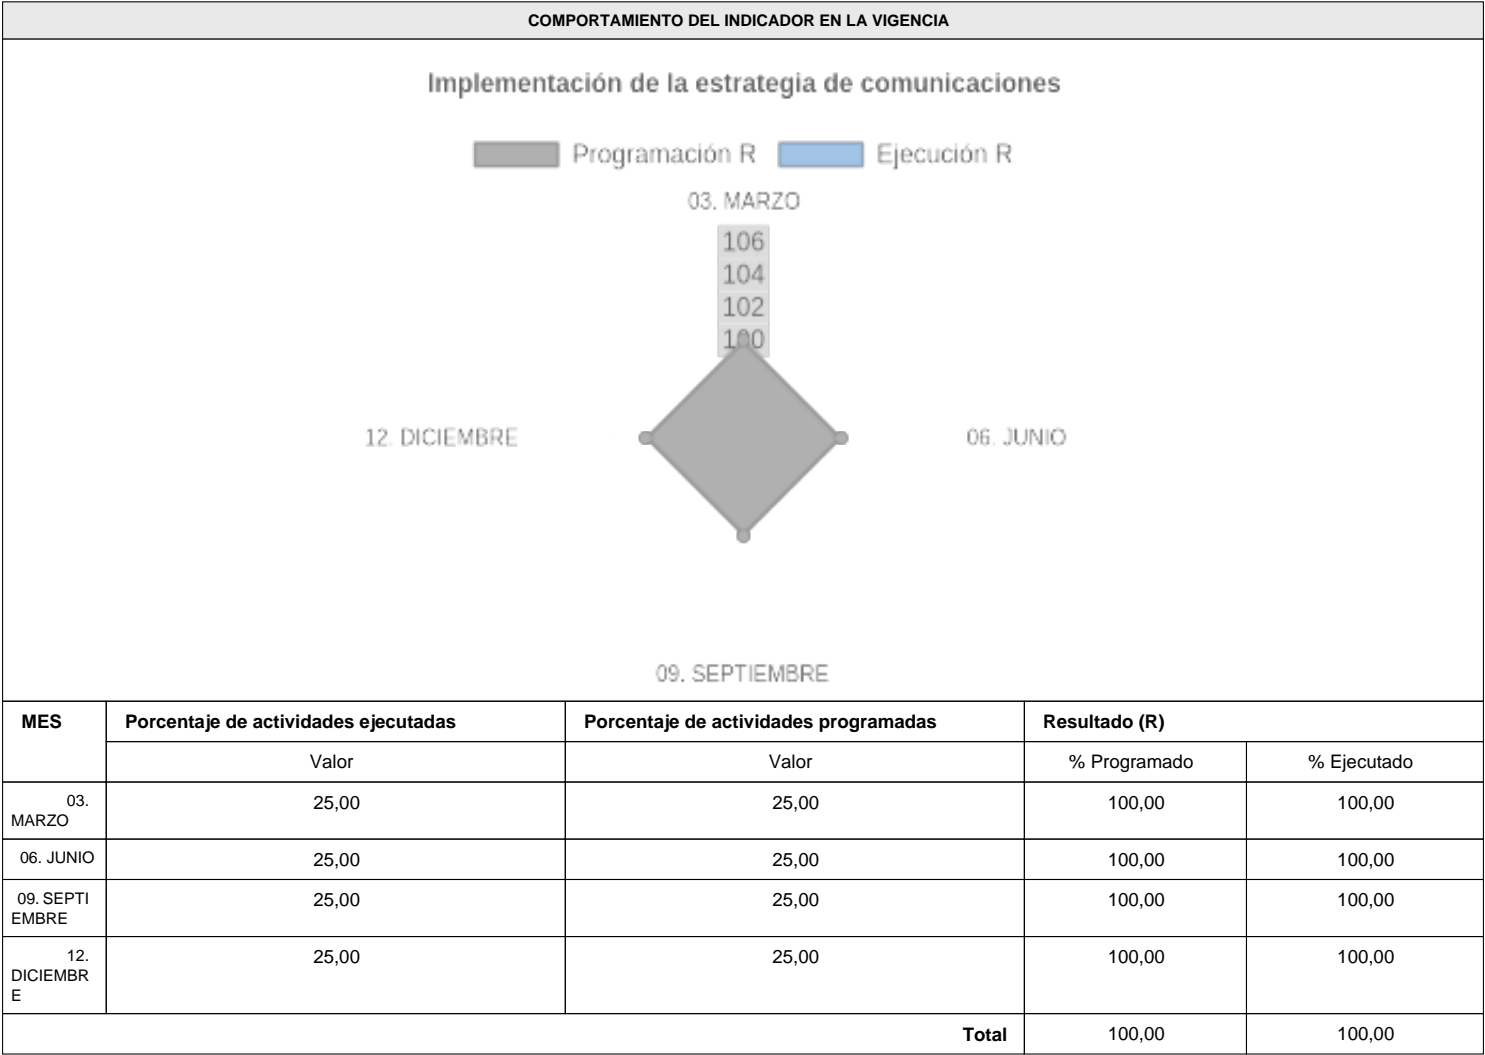 COMPORTAMIENTO DEL INDICADOR EN LA VIGENCIA
Implementación de la estrategia de comunicaciones
Programación R Ejecución R
03. MARZO
106
104
102
100
12. DICIEMBRE 06. JUNIO
09. SEPTIEMBRE
MES Porcentaje de actividades ejecutadas Porcentaje de actividades programadas Resultado (R)
Valor Valor % Programado % Ejecutado
03.
MARZO 25,00 25,00 100,00 100,00
06. JUNIO 25,00 25,00 100,00 100,00
09. SEPTI
EMBRE 25,00 25,00 100,00 100,00
12.
DICIEMBR
E 25,00 25,00 100,00 100,00
Total 100,00 100,00